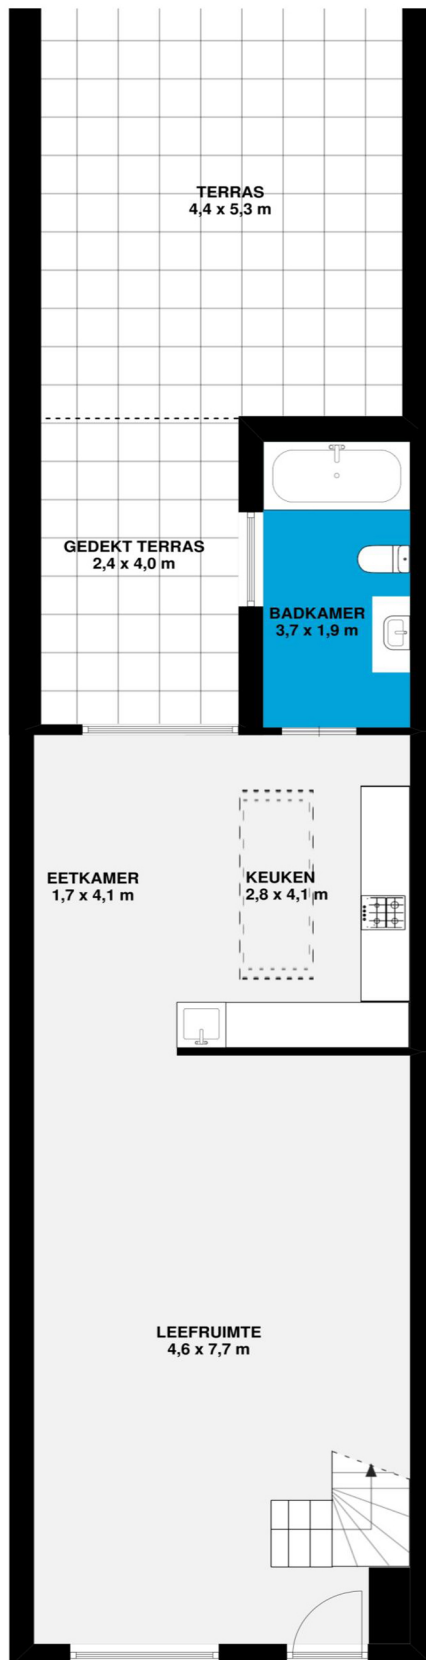 TERRAS
4,4 x 5,3 m
GEDEKT TERRAS
2,4 x 4,0 m
BADKAMER
3,7 x 1,9 m
EETKAMER
1,7 x 4,1 m
KEUKEN
2,8 x 4,1 m
LEEFRUIMTE
4,6 x 7,7 m